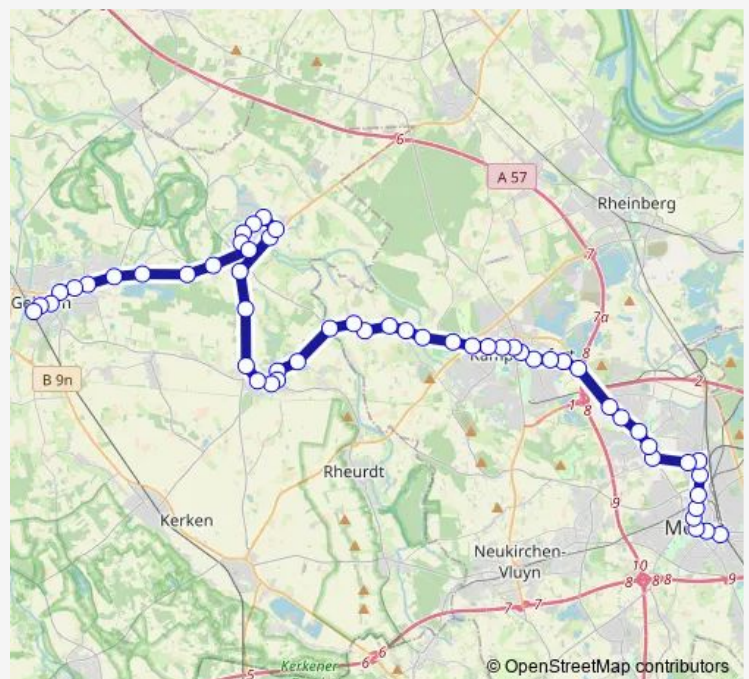 6
A 57
Rheinberg
7
7a
B 9n
8
2
1
8
Rheurdt
9
Kerken
Neukirchen-
Vluyn
10
8
8 8
9
7
7
6
6
5
Kerkener
© OpenStreetMap contributors